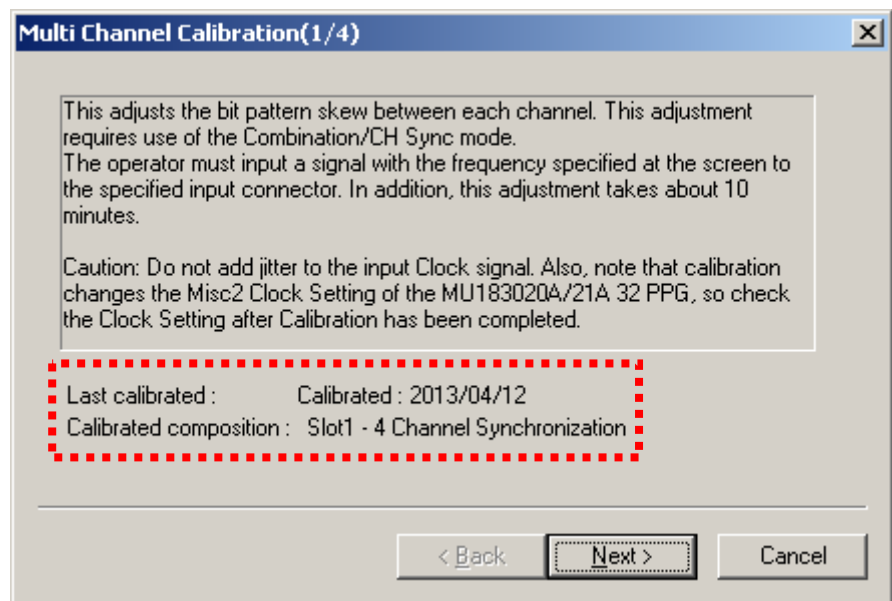 Multi Channel Calibration(1/4)
This adjusts the bit pattern skew between each channel. This adjustment
requires use of the Combination/CH Sync mode.
The operator must input a signal with the frequency specified at the screen to
the specified input connector. In addition, this adjustment takes about 10
minutes.
Caution: Do not add jitter to the input Clock signal. Also, note that calibration
changes the Misc2 Clock Setting of the MU183020A/21A 32 PPG, so check
the Clock Setting after Calibration has been completed.
Last calibrated : Calibrated : 2013/04/12
Calibrated composition : Slot1 - 4 Channel Synchronization
< Back Next > Cancel